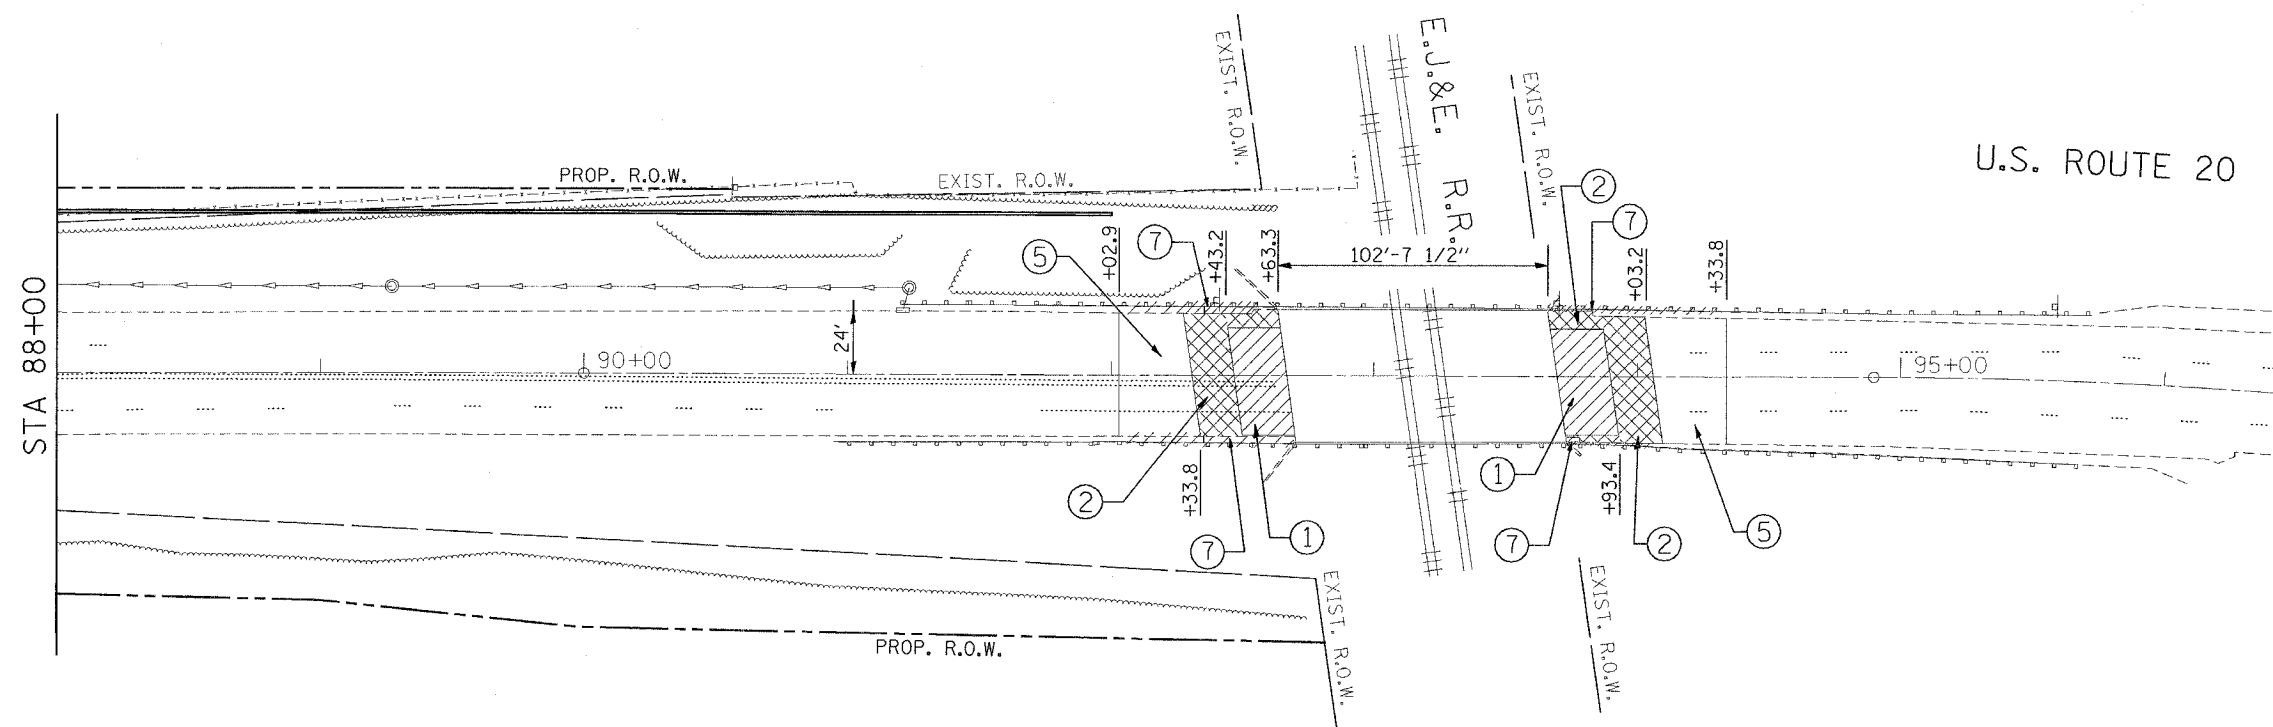 EXIST. R.O.W.
E.J.&E. R.R.
EXIST. R.O.W.
U.S. ROUTE 20
PROP. R.O.W.
EXIST. R.O.W.
2
7
7
5
+02.9
+43.2
+63.3
102'-7 1/2"
+03.2
+33.8
STA 88+00
24'
90+00
95+00
2
+33.8
7
1
1
7
+93.4
2
5
PROP. R.O.W.
EXIST. R.O.W.
EXIST. R.O.W.